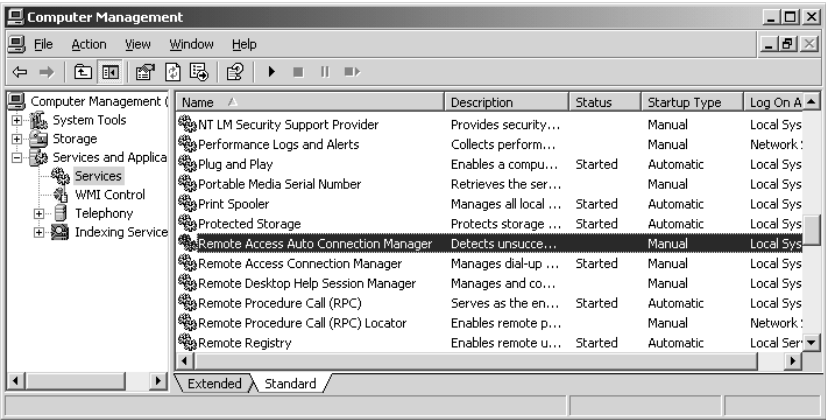 Computer Management
File Action View Window Help
Computer Management (
System Tools
Storage
Services and Applica
Services
WMI Control
Telephony
Indexing Service
Name Description Status Startup Type Log On A
NT LM Security Support Provider Provides security... Manual Local Sys
Performance Logs and Alerts Collects perform... Manual Network
Plug and Play Enables a compu... Started Automatic Local Sys
Portable Media Serial Number Retrieves the ser... Manual Local Sys
Print Spooler Manages all local ... Started Automatic Local Sys
Protected Storage Protects storage ... Started Automatic Local Sys
Remote Access Auto Connection Manager Detects unsucce... Manual Local Sys
Remote Access Connection Manager Manages dial-up ... Started Manual Local Sys
Remote Desktop Help Session Manager Manages and co... Manual Local Sys
Remote Procedure Call (RPC) Serves as the en... Started Automatic Local Sys
Remote Procedure Call (RPC) Locator Enables remote p... Manual Network
Remote Registry Enables remote u... Started Automatic Local Ser
Extended Standard